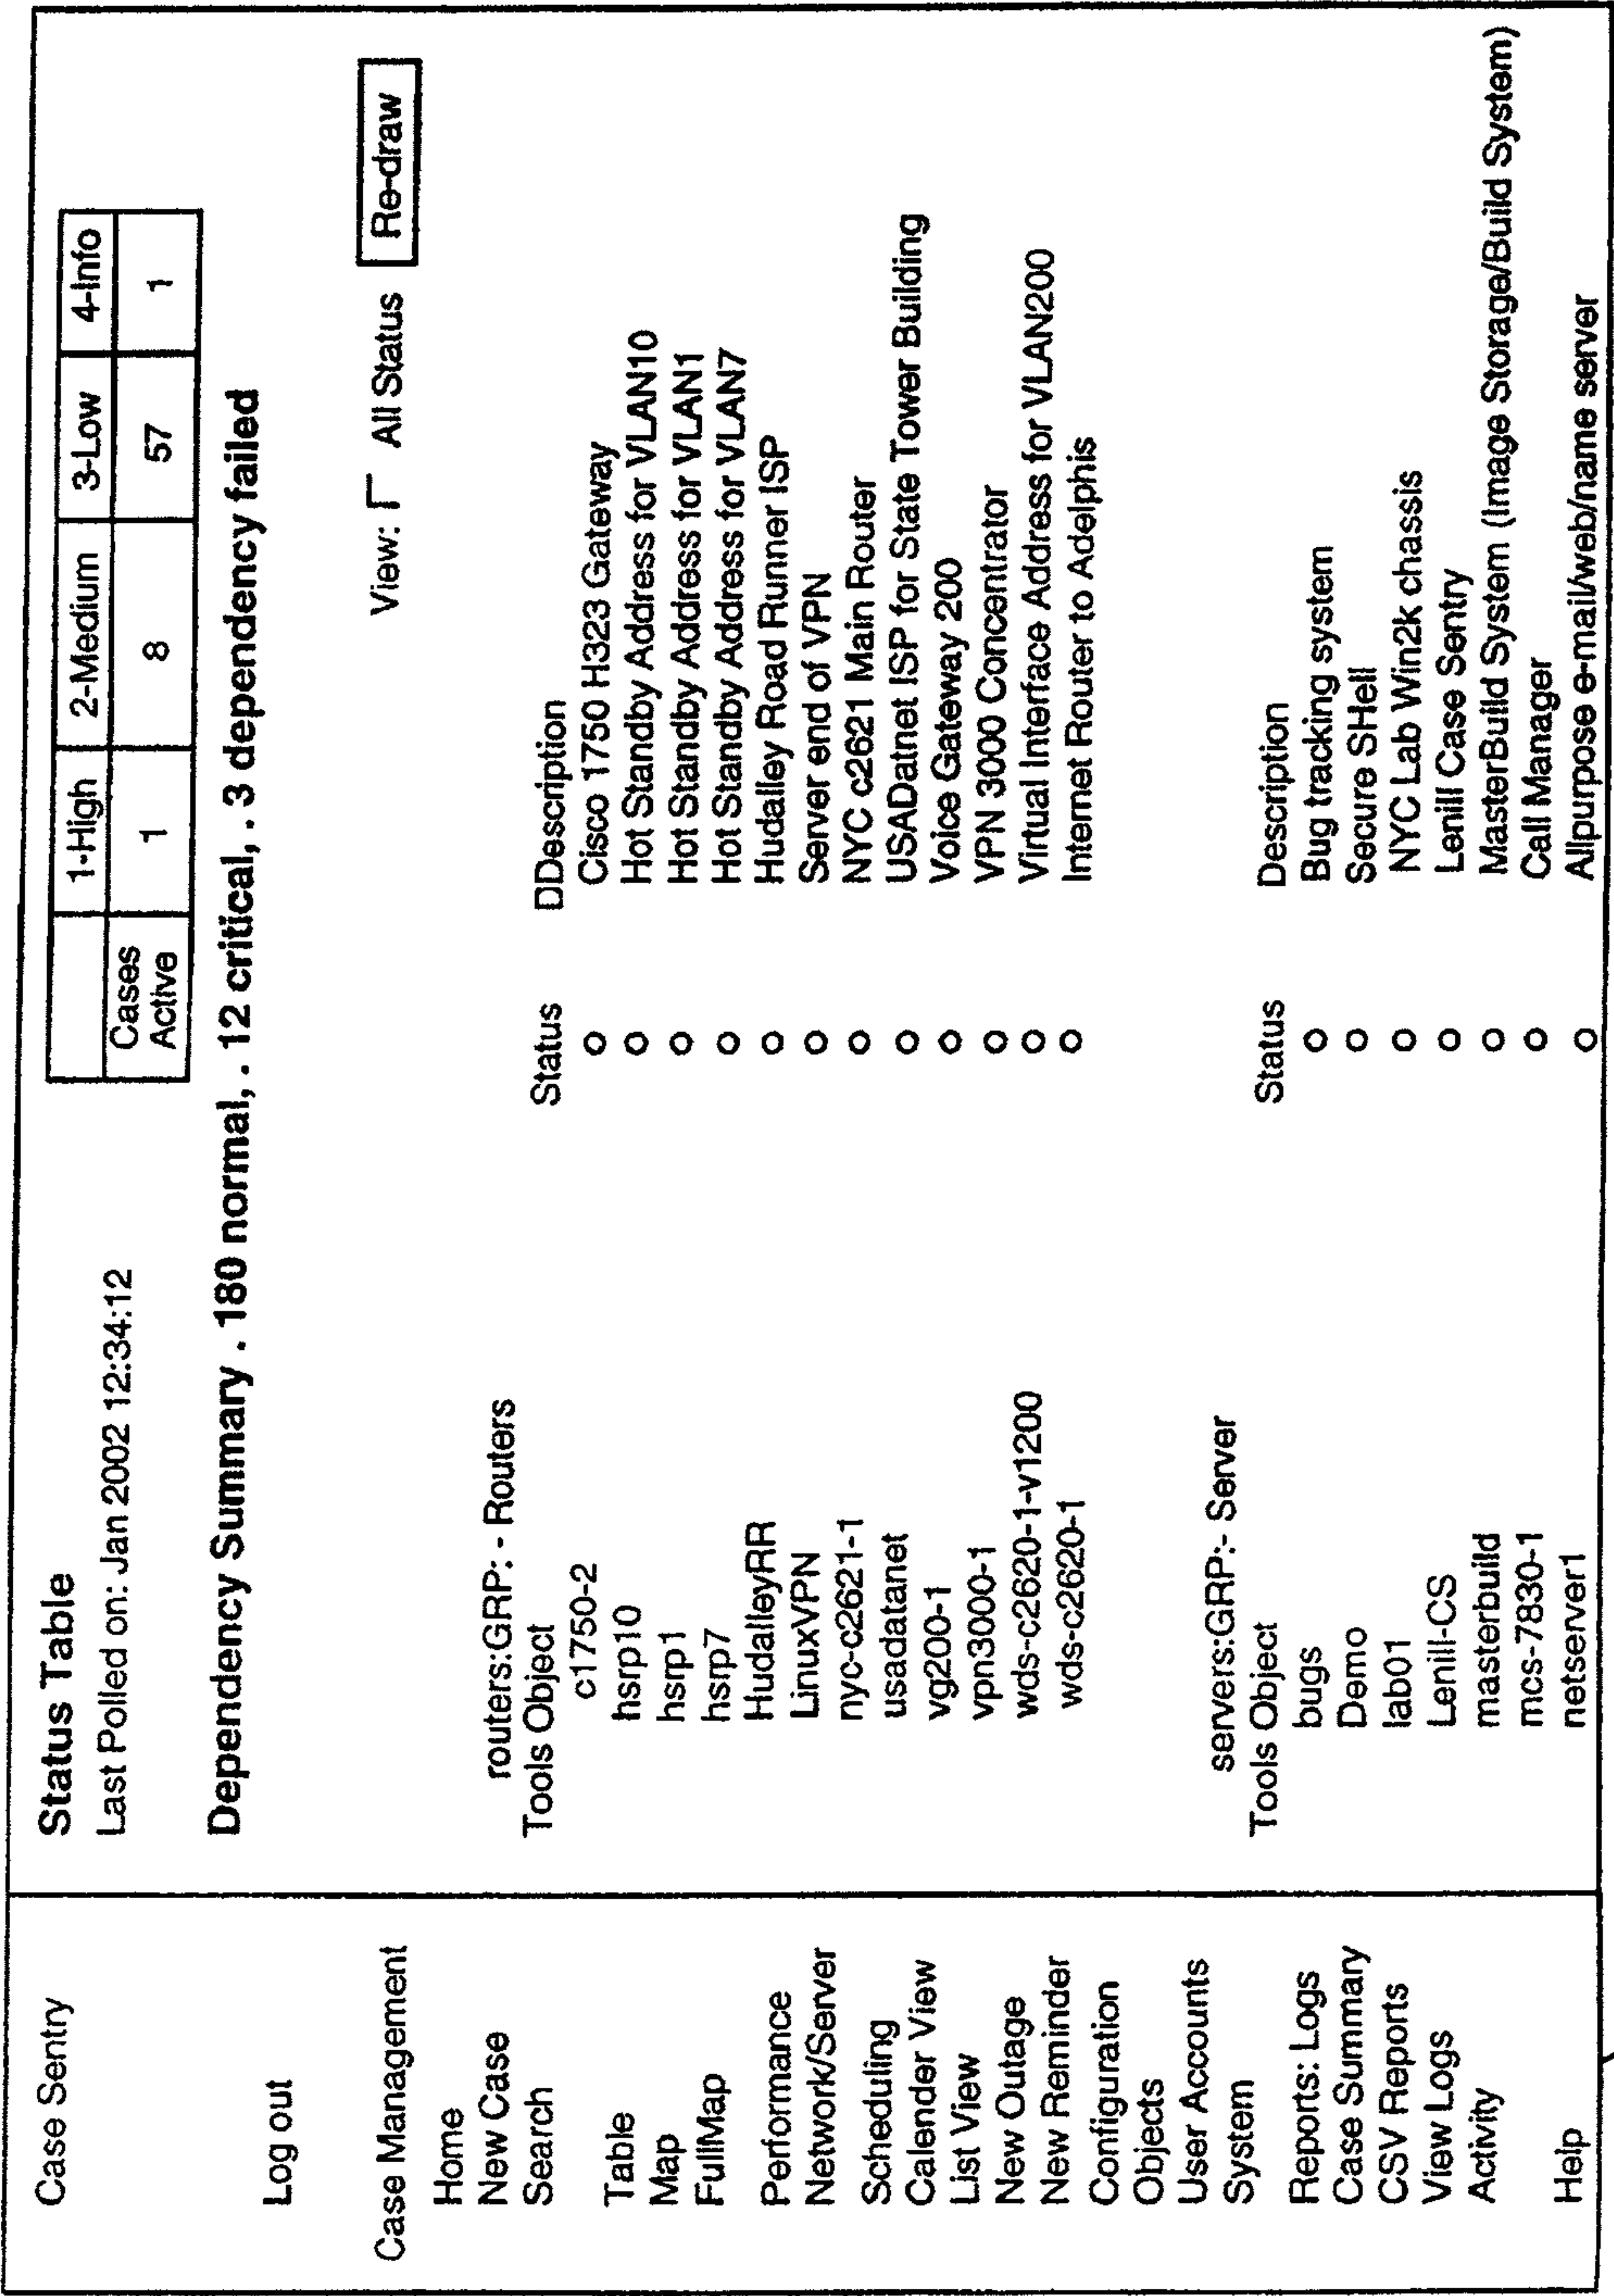 Case Sentry
Log out
Case Management
Home
New Case
Search
Table
Map
FullMap
Performance
Network/Server
Scheduling
Calender View
List View
New Outage
New Reminder
Configuration
Objects
User Accounts
System
Reports: Logs
Case Summary
CSV Reports
View Logs
Activity
Help
Status Table
Last Polled on: Jan 2002 12:34:12
1-High 2-Medium 3-Low 4-Info
Cases Active 1 8 57 1
Dependency Summary . 180 normal, . 12 critical, . 3 dependency failed
View: All Status Re-draw
routers:GRP: - Routers
Tools Object Status DDescription
c1750-2 Cisco 1750 H323 Gateway
hsrp10 Hot Standby Address for VLAN10
hsrp1 Hot Standby Address for VLAN1
hsrp7 Hot Standby Address for VLAN7
HudalleyRR Hudalley Road Runner ISP
LinuxVPN Server end of VPN
nyc-c2621-1 NYC c2621 Main Router
usadatanet USADatnet ISP for State Tower Building
vg200-1 Voice Gateway 200
vpn3000-1 VPN 3000 Concentrator
wds-c2620-1-v1200 Virtual Interface Address for VLAN200
wds-c2620-1 Internet Router to Adelphis
servers:GRP:- Server
Tools Object Status Description
bugs Bug tracking system
Demo Secure SHell
lab01 NYC Lab Win2k chassis
Lenill-CS Lenill Case Sentry
masterbuild MasterBuild System (Image Storage/Build System)
mcs-7830-1 Call Manager
netserver1 Allpurpose e-mail/web/name server